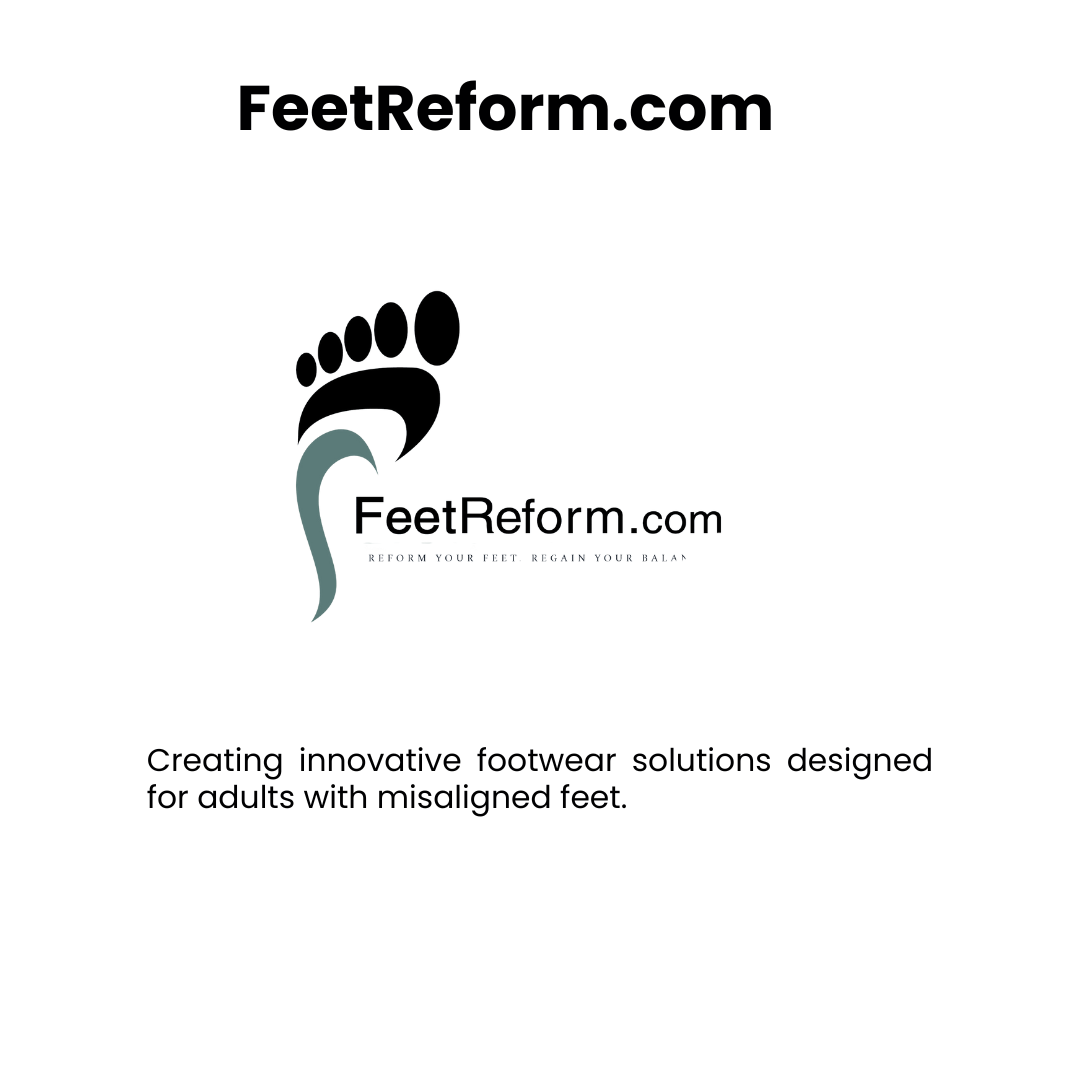 FeetReform.com
FeetReform.com
REFORM YOUR FEET. REGAIN YOUR BALAN
Creating innovative footwear solutions designed
for adults with misaligned feet.